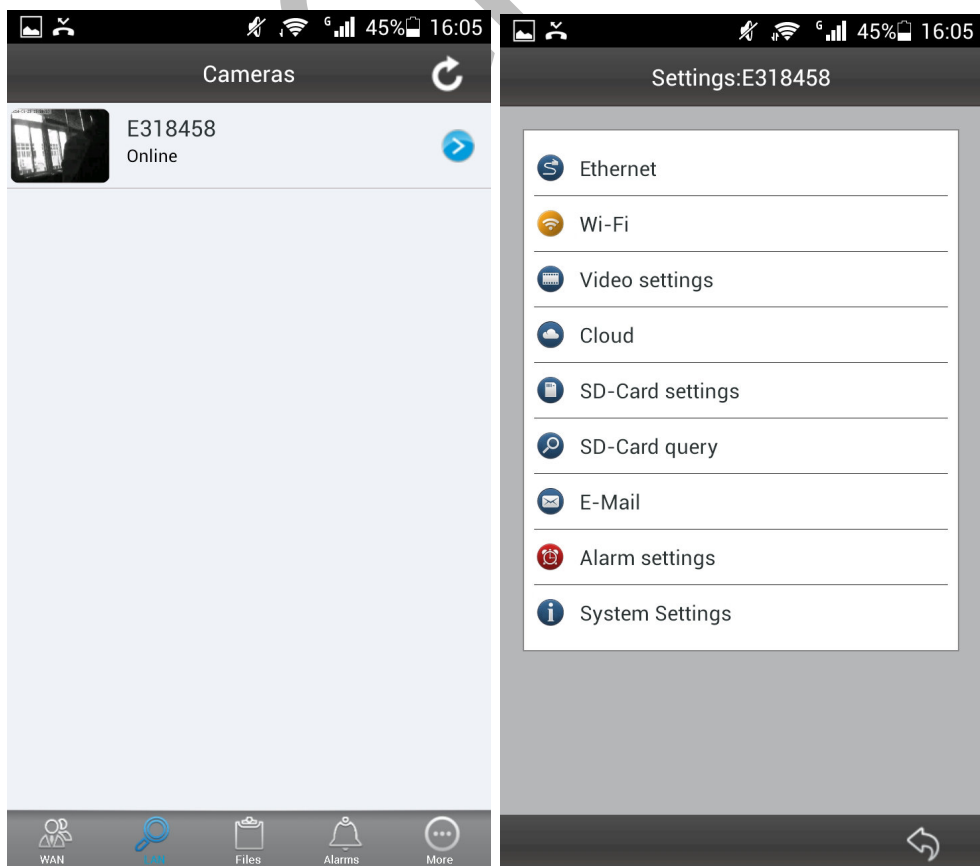 45% 16:05
Cameras
E318458
Online
WAN
LAN
Files
Alarms
More
G 45% 16:05
Settings:E318458
Ethernet
Wi-Fi
Video settings
Cloud
SD-Card settings
SD-Card query
E-Mail
Alarm settings
System Settings